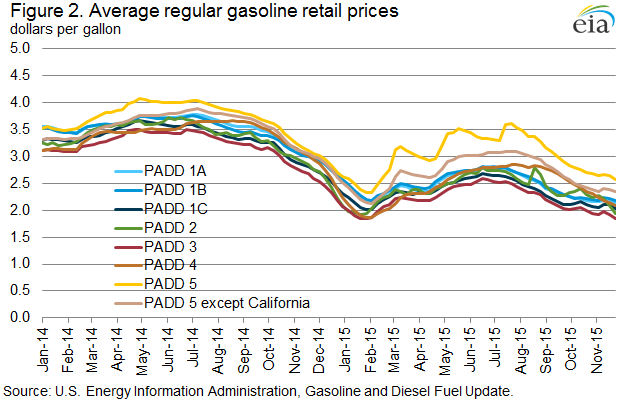 Figure 2. Average regular gasoline retail prices
dollars per gallon
eia
5.0
4.5
4.0
3.5
3.0
2.5
2.0
1.5
1.0
0.5
0.0
PADD 1A
PADD 1B
PADD 1C
PADD 2
PADD 3
PADD 4
PADD 5
PADD 5 except California
Jan-14
Feb-14
Mar-14
Apr-14
May-14
Jun-14
Jul-14
Aug-14
Sep-14
Oct-14
Nov-14
Dec-14
Jan-15
Feb-15
Mar-15
Apr-15
May-15
Jun-15
Jul-15
Aug-15
Sep-15
Oct-15
Nov-15
Source: U.S. Energy Information Administration, Gasoline and Diesel Fuel Update.